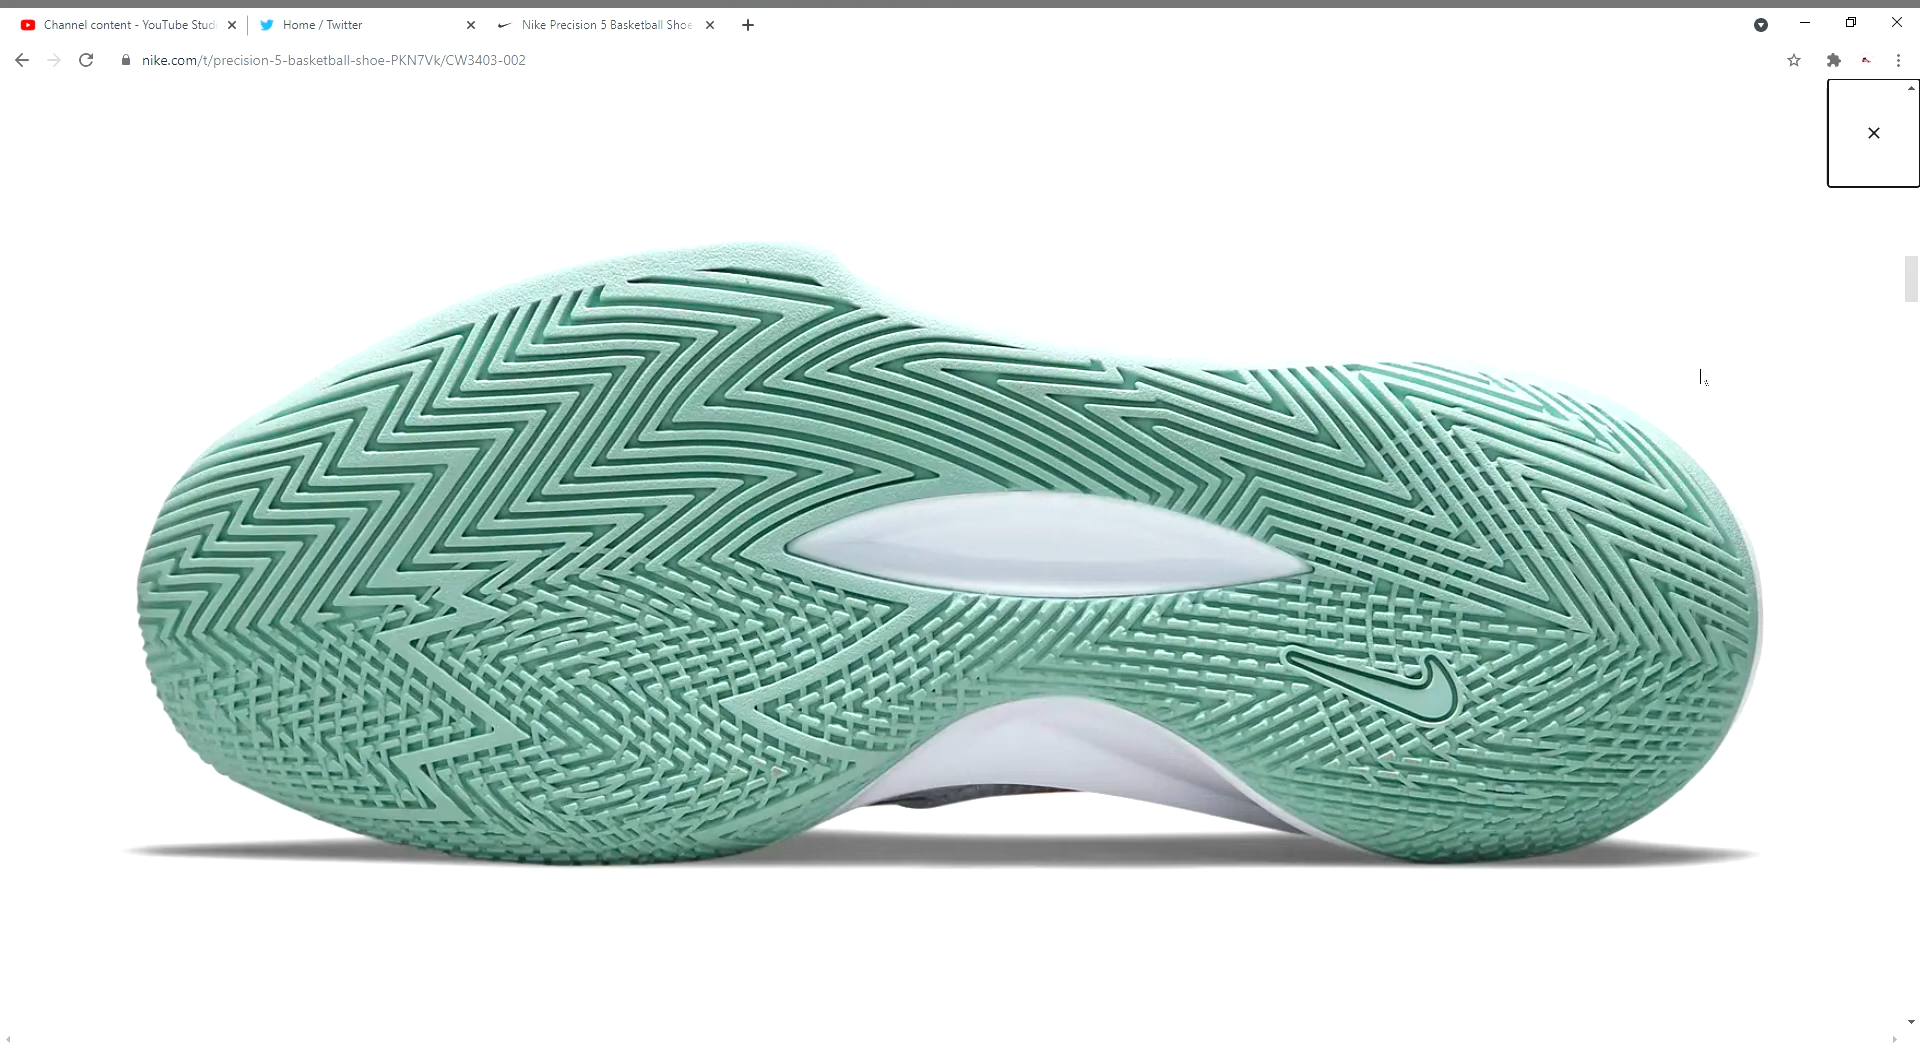 Channel content - YouTube Stud
Home / Twitter
Nike Precision 5 Basketball Shoe
nike.com/t/precision-5-basketball-shoe-PKN7Vk/CW3403-002